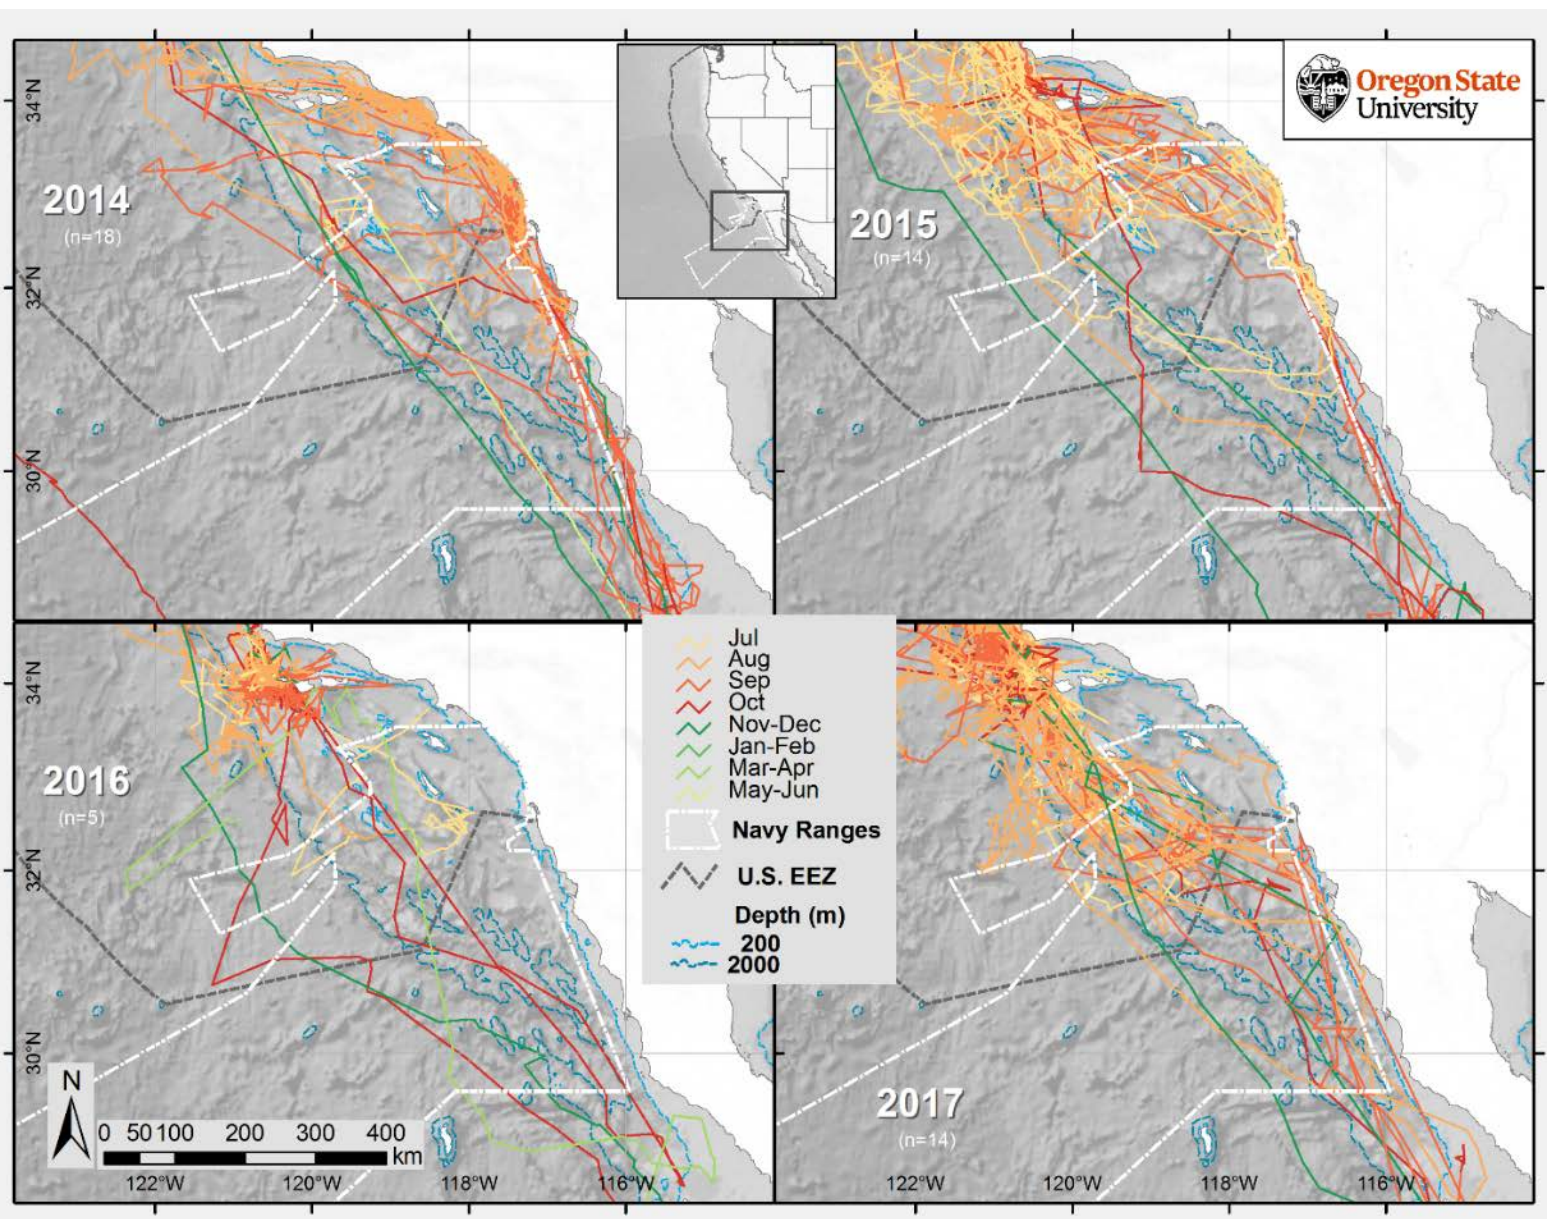 Oregon State
University
34°N
2014
(n=18)
2015
(n=14)
32°N
30°N
Jul
Aug
Sep
Oct
Nov-Dec
Jan-Feb
Mar-Apr
May-Jun
Navy Ranges
U.S. EEZ
Depth (m)
200
2000
34°N
2016
(n=5)
32°N
30°N
2017
(n=14)
N
0 50 100 200 300 400
km
122°W 120°W 118°W 116°W
122°W 120°W 118°W 116°W